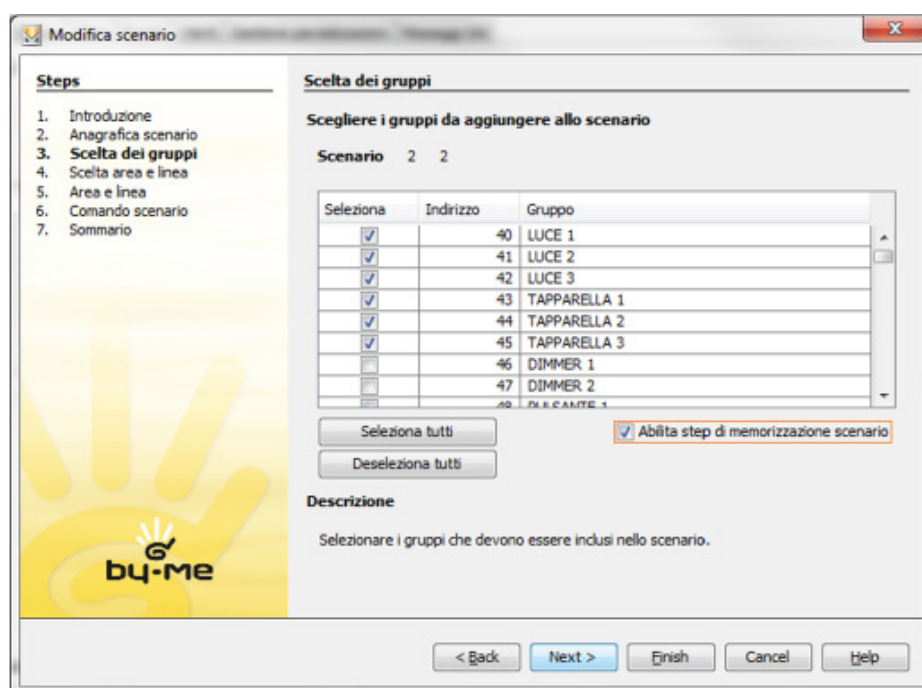 Modifica scenario
Steps
1. Introduzione
2. Anagrafica scenario
3. Scelta dei gruppi
4. Scelta area e linea
5. Area e linea
6. Comando scenario
7. Sommario
by-me
Scelta dei gruppi
Scegliere i gruppi da aggiungere allo scenario
Scenario 2 2
Seleziona Indirizzo Gruppo
40 LUCE 1
41 LUCE 2
42 LUCE 3
43 TAPPARELLA 1
44 TAPPARELLA 2
45 TAPPARELLA 3
46 DIMMER 1
47 DIMMER 2
48 PULSANTE 1
Seleziona tutti
Abilita step di memorizzazione scenario
Deseleziona tutti
Descrizione
Selezionare i gruppi che devono essere inclusi nello scenario.
< Back Next > Finish Cancel Help